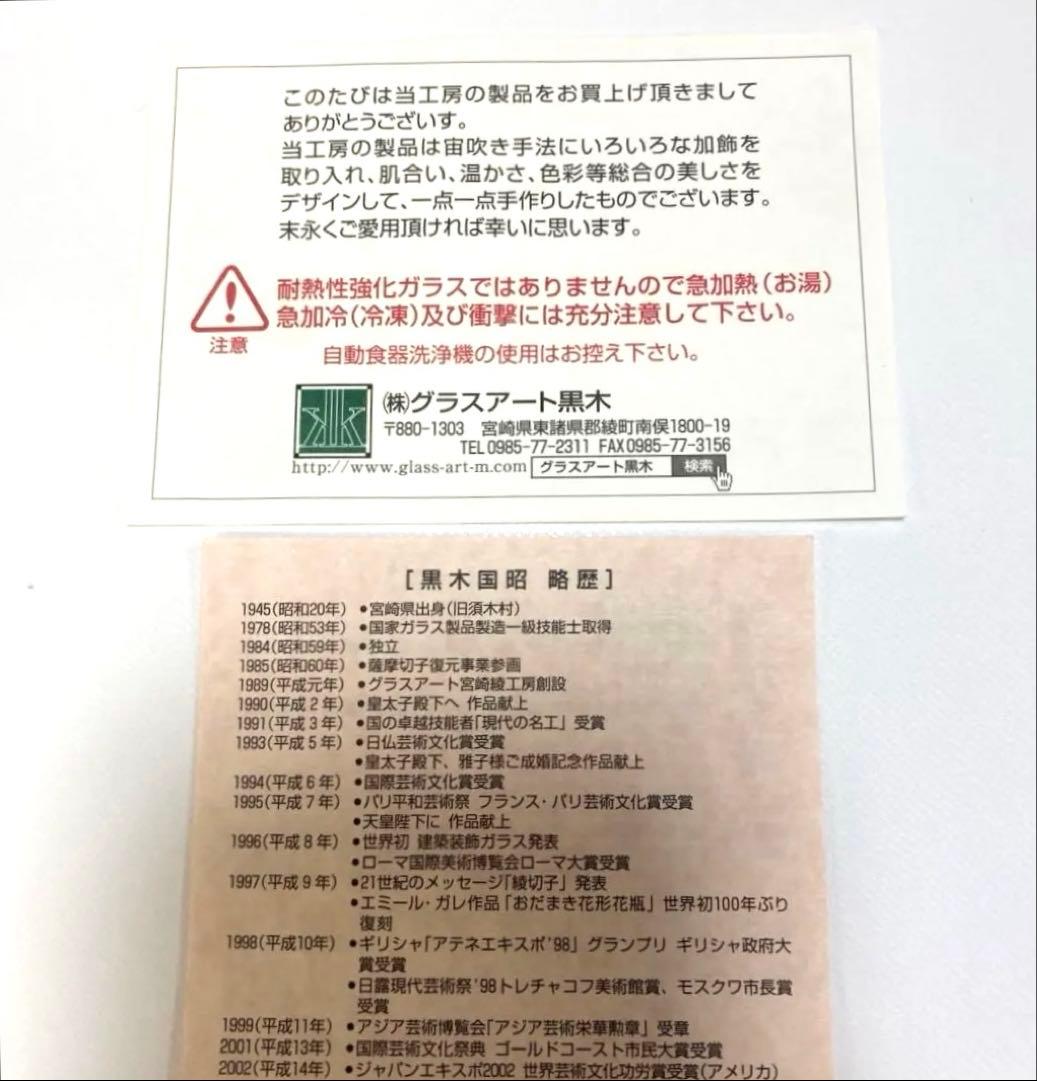 このたびは当工房の製品をお買上げ頂きまして
ありがとうございす。
当工房の製品は宙吹き手法にいろいろな加飾を
取り入れ、肌合い、温かさ、色彩等総合の美しさを
デザインして、一点一点手作りしたものでございます。
末永くご愛用頂ければ幸いに思います。
耐熱性強化ガラスではありませんので急加熱(お湯)
急加冷(冷凍)及び衝撃には充分注意して下さい。
注意
自動食器洗浄機の使用はお控え下さい。
㈱グラスアート黒木
〒880-1303 宮崎県東諸県郡綾町南俣1800-19
TEL0985-77-2311 FAX0985-77-3156
http://www.glass-art-m.com グラスアート黒木 検索
[黒木国昭 略歴]
1945(昭和20年) ●宮崎県出身(旧須木村)
1978(昭和53年) ●国家ガラス製品製造一級技能士取得
1984(昭和59年) ●独立
1985(昭和60年) ●薩摩切子復元事業参画
1989(平成元年) ●グラスアート宮崎綾工房創設
1990(平成2年) ●皇太子殿下へ 作品献上
1991(平成3年) ●国の卓越技能者「現代の名工」受賞
1993(平成5年) ●日仏芸術文化賞受賞
●皇太子殿下、雅子様ご成婚記念作品献上
1994(平成6年) ●国際芸術文化賞受賞
1995(平成7年) ●パリ平和芸術祭 フランス・パリ芸術文化賞受賞
●天皇陛下に 作品献上
1996(平成8年) ●世界初 建築装飾ガラス発表
●ローマ国際美術博覧会ローマ大賞受賞
1997(平成9年) ●21世紀のメッセージ「綾切子」発表
●エミール・ガレ作品「おだまき花形花瓶」世界初100年ぶり
復刻
1998(平成10年) ●ギリシャ「アテネエキスポ'98」グランプリ ギリシャ政府大
賞受賞
●日露現代芸術祭'98トレチャコフ美術館賞、モスクワ市長賞
受賞
1999(平成11年) ●アジア芸術博覧会「アジア芸術栄華勲章」受章
2001(平成13年) ●国際芸術文化祭典 ゴールドコースト市民大賞受賞
2002(平成14年) ●ジャパンエキスポ2002 世界芸術文化功労賞受賞(アメリカ)